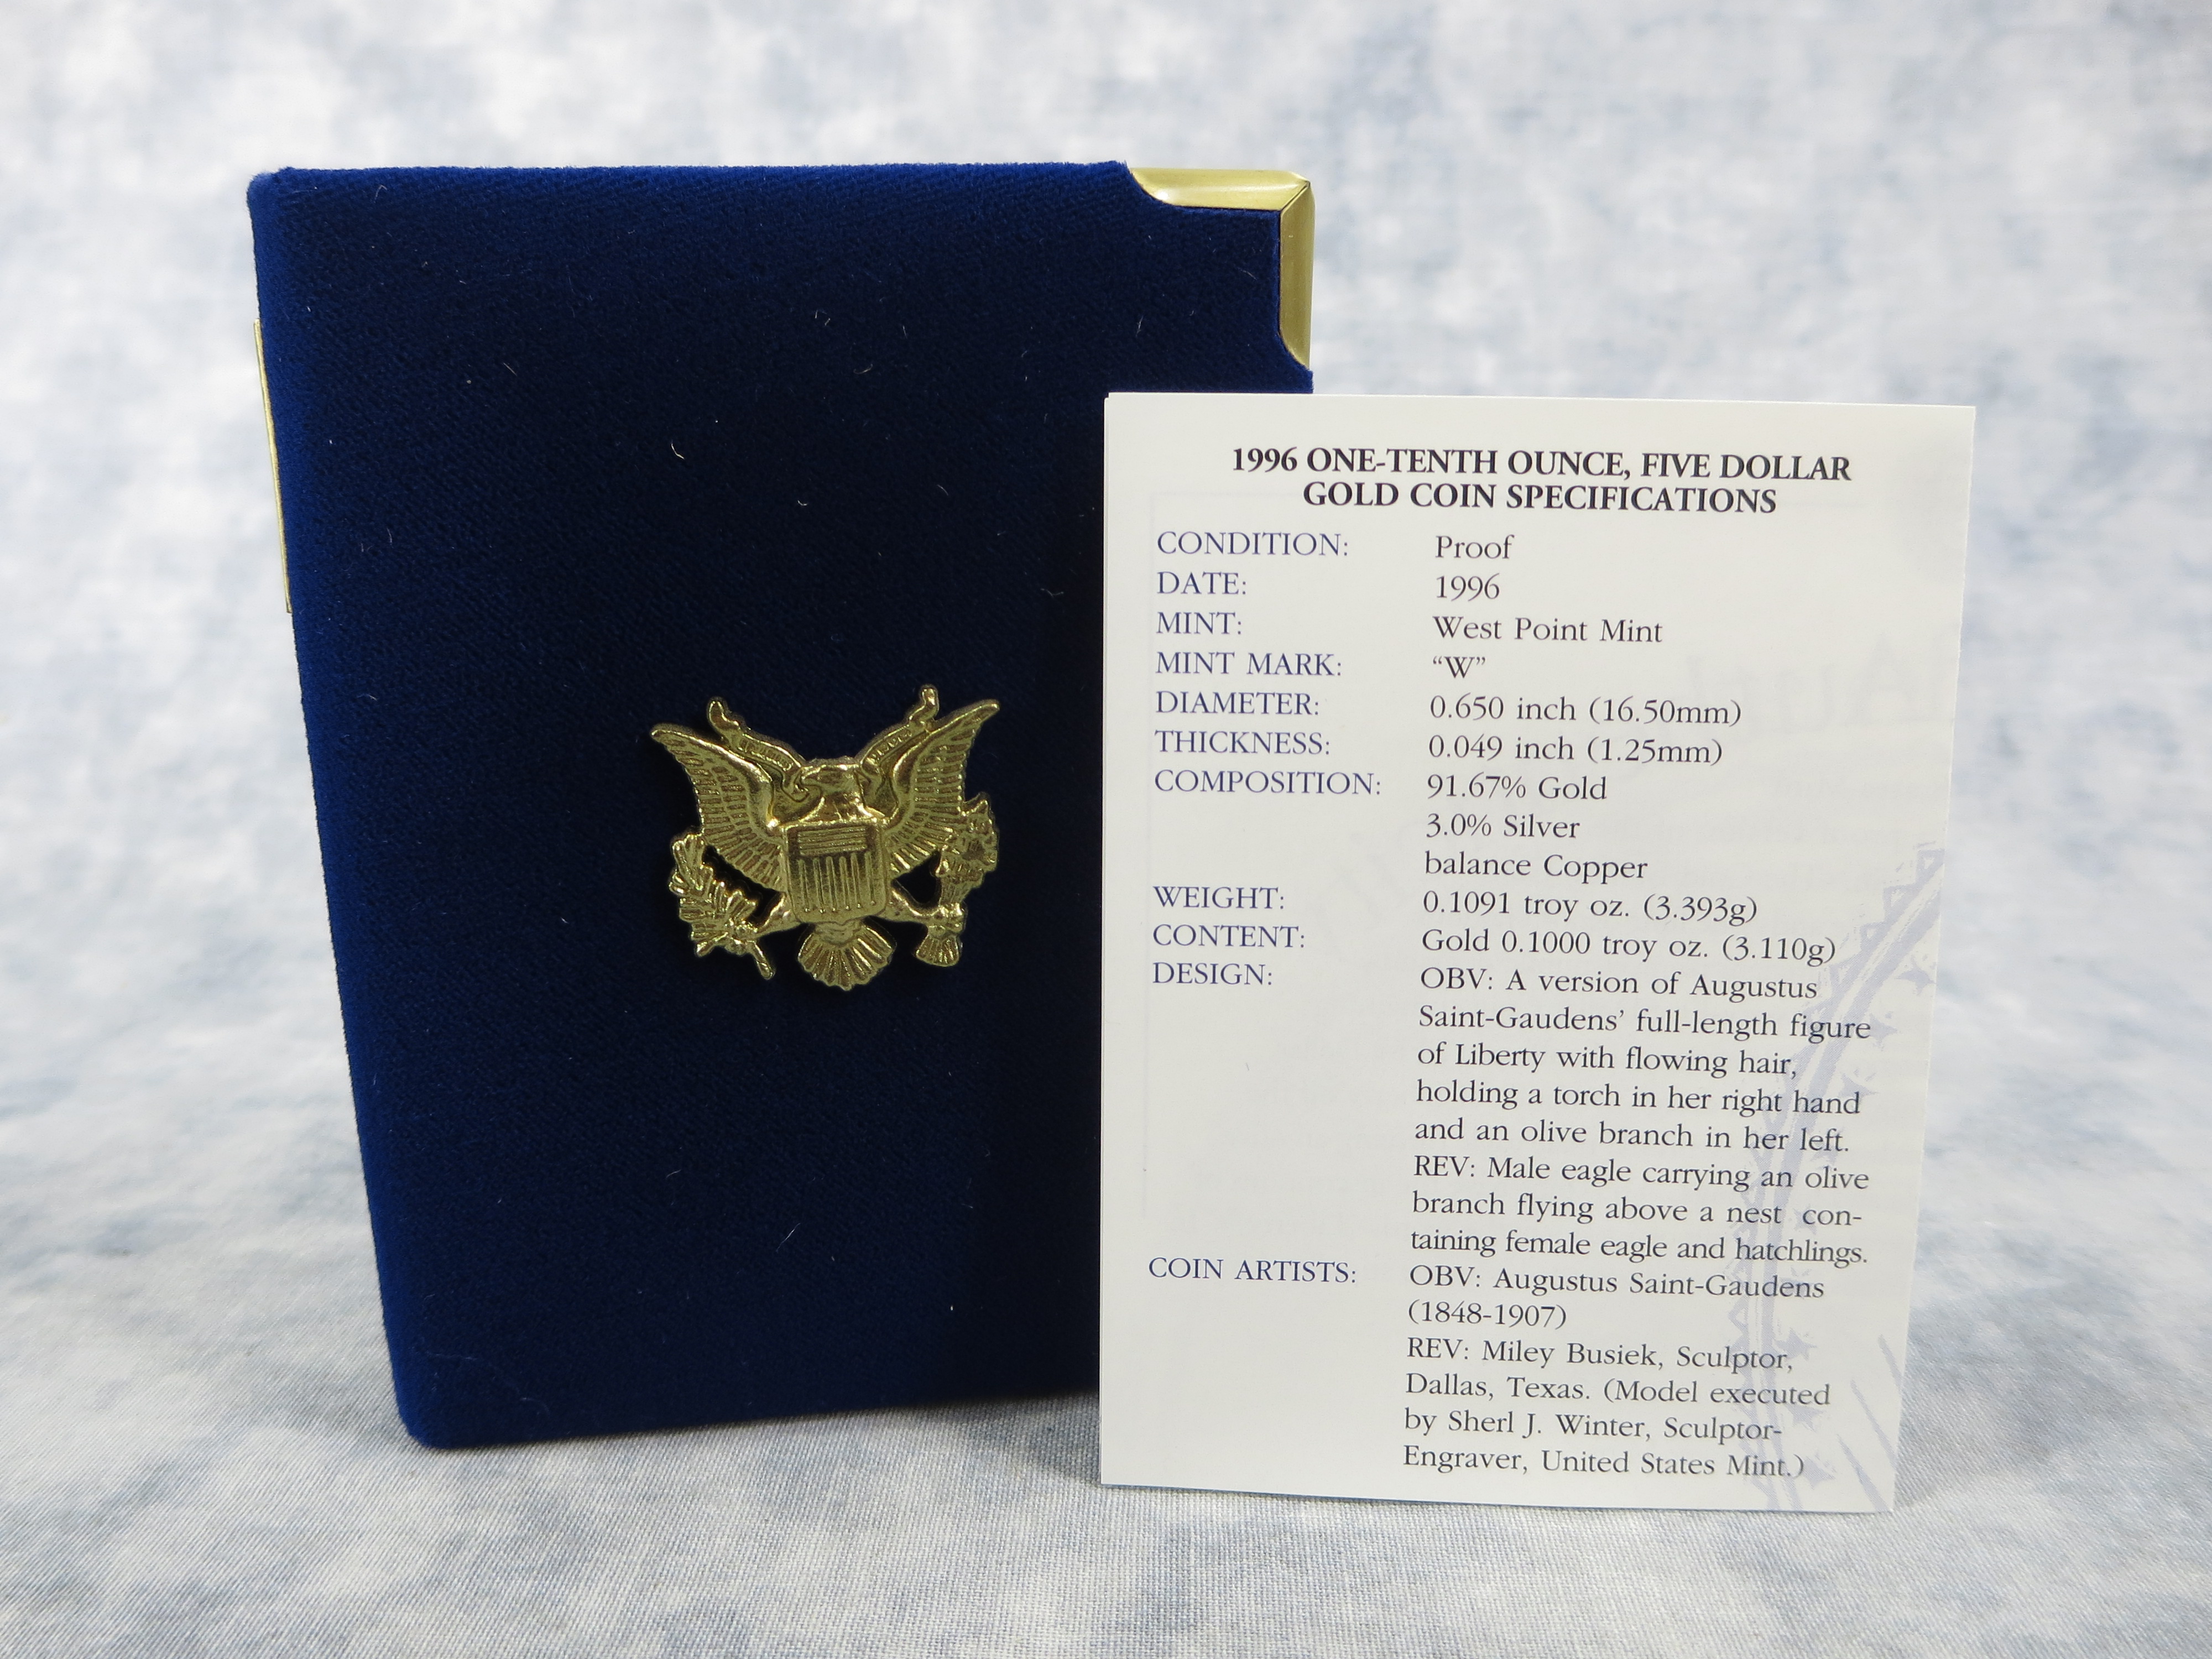 1996 ONE-TENTH OUNCE, FIVE DOLLAR
GOLD COIN SPECIFICATIONS
CONDITION: Proof
DATE: 1996
MINT: West Point Mint
MINT MARK: “W”
DIAMETER: 0.650 inch (16.50mm)
THICKNESS: 0.049 inch (1.25mm)
COMPOSITION: 91.67% Gold
3.0% Silver
balance Copper
WEIGHT: 0.1091 troy oz. (3.393g)
CONTENT: Gold 0.1000 troy oz. (3.110g)
DESIGN: OBV: A version of Augustus
Saint-Gaudens’ full-length figure
of Liberty with flowing hair,
holding a torch in her right hand
and an olive branch in her left.
REV: Male eagle carrying an olive
branch flying above a nest con-
taining female eagle and hatchlings.
COIN ARTISTS: OBV: Augustus Saint-Gaudens
(1848-1907)
REV: Miley Busiek, Sculptor,
Dallas, Texas. (Model executed
by Sherl J. Winter, Sculptor-
Engraver, United States Mint.)